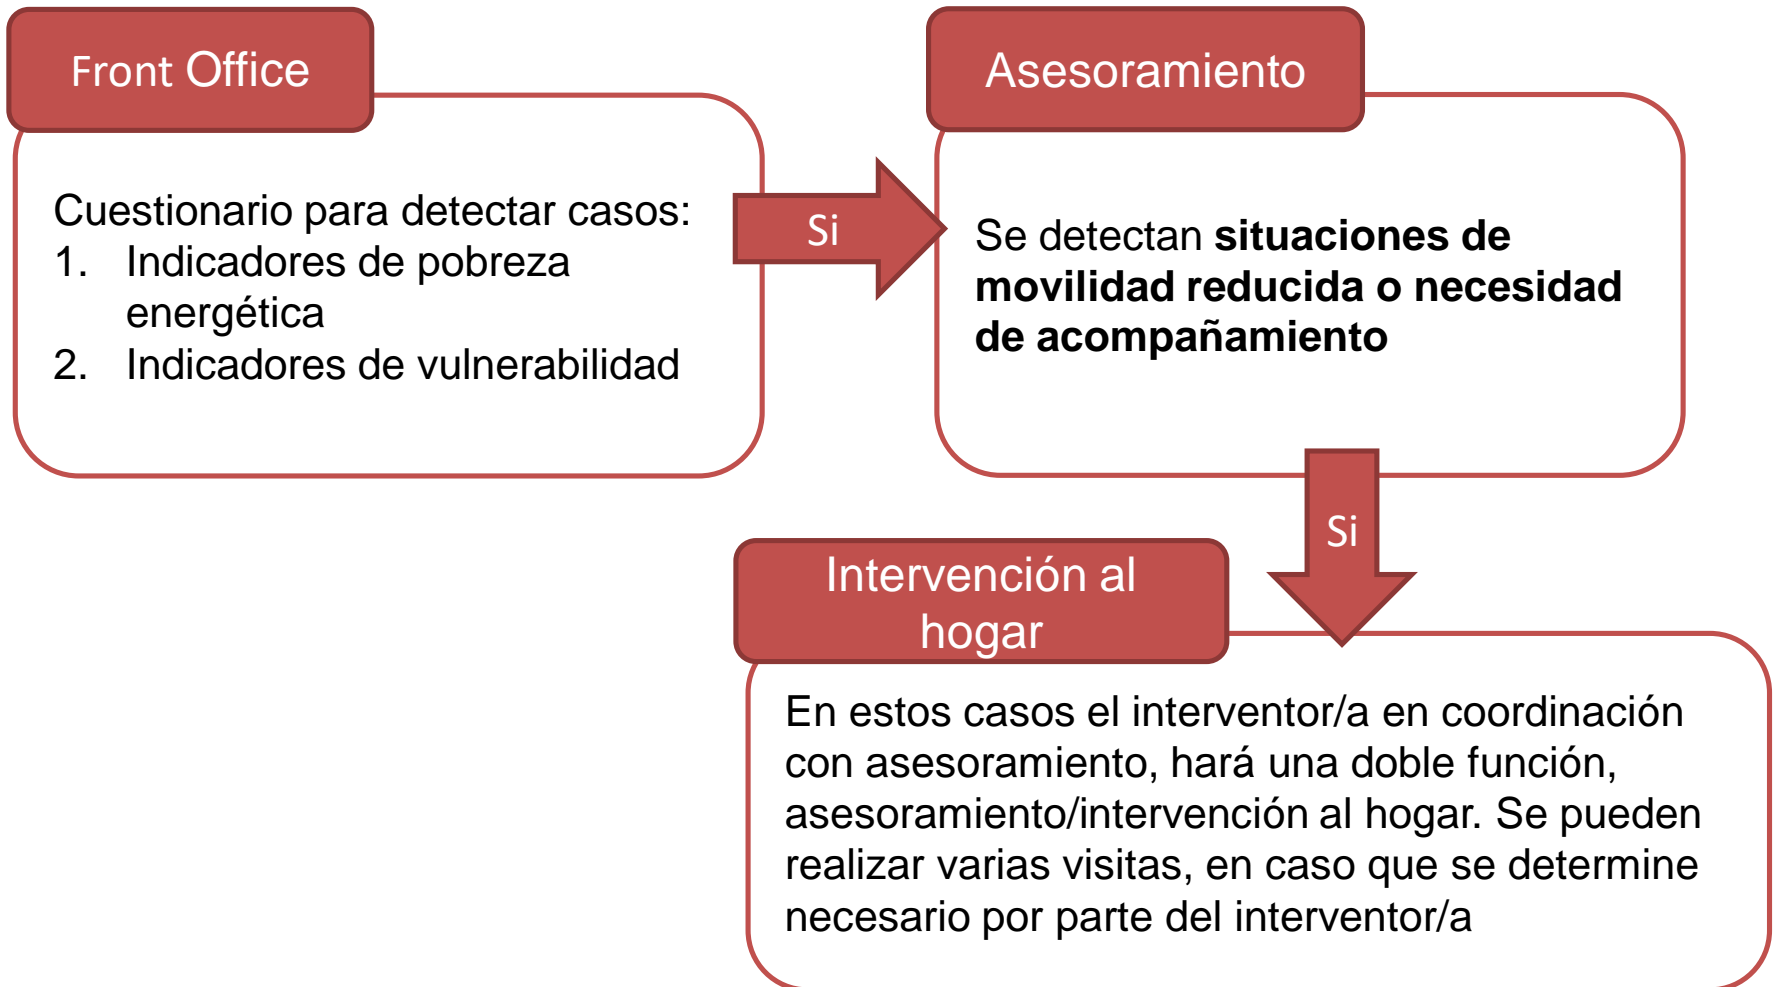 Front Office
Cuestionario para detectar casos:
1. Indicadores de pobreza
energética
2. Indicadores de vulnerabilidad
Si
Asesoramiento
Se detectan situaciones de
movilidad reducida o necesidad
de acompañamiento
Si
Intervención al
hogar
En estos casos el interventor/a en coordinación
con asesoramiento, hará una doble función,
asesoramiento/intervención al hogar. Se pueden
realizar varias visitas, en caso que se determine
necesario por parte del interventor/a